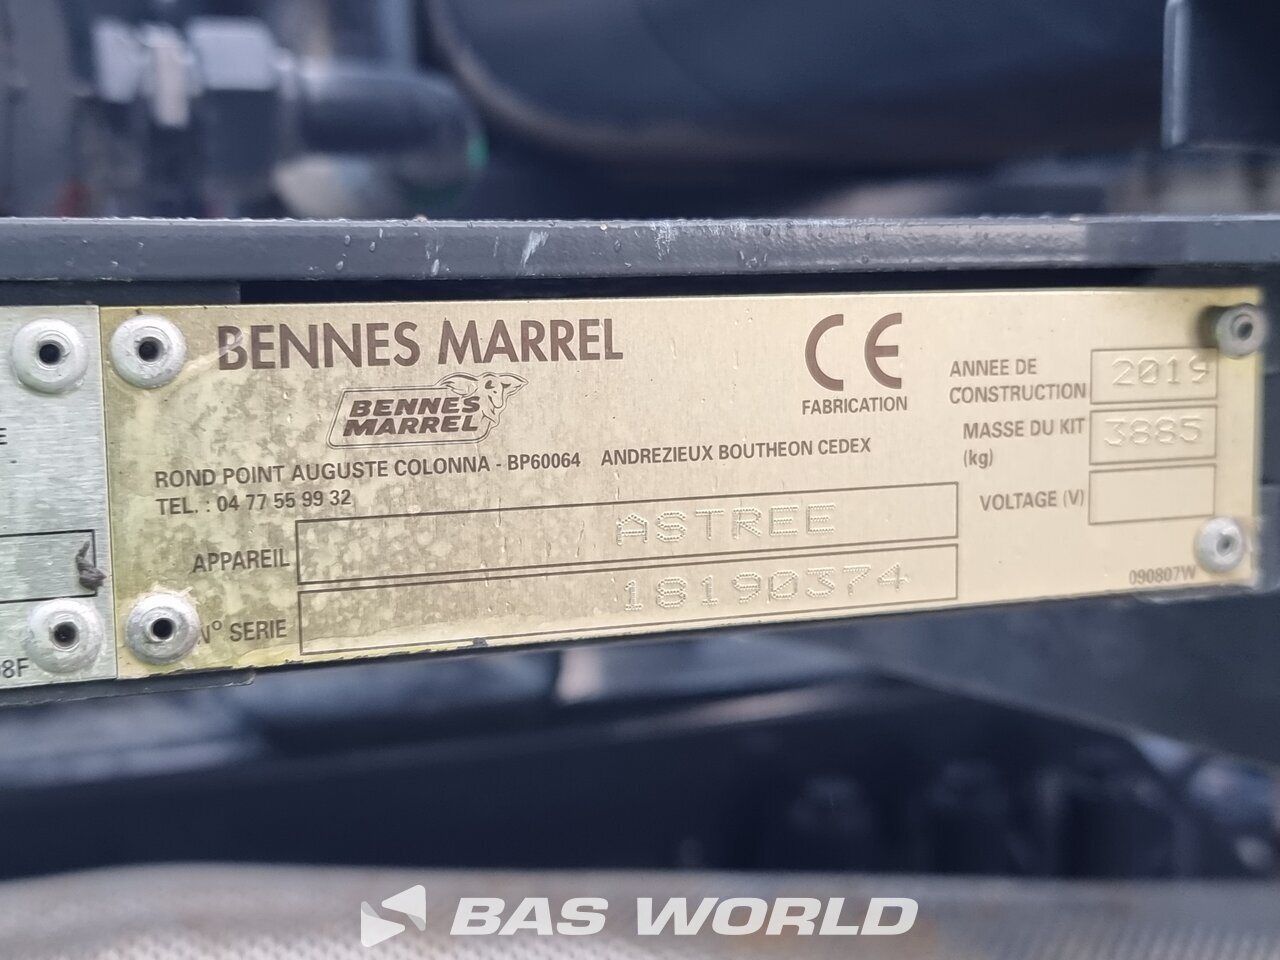 BENNES MARREL
BENNES
MARREL
ROND POINT AUGUSTE COLONNA - BP60064 ANDREZIEUX BOUTHEON CEDEX
TEL. : 04 77 55 99 32
CE
FABRICATION
ANNEE DE
CONSTRUCTION 2019
MASSE DU KIT
(kg) 3885
VOLTAGE (V)
APPAREIL ASTREE
N° SERIE 18190374
090807W
E
8F
BAS WORLD